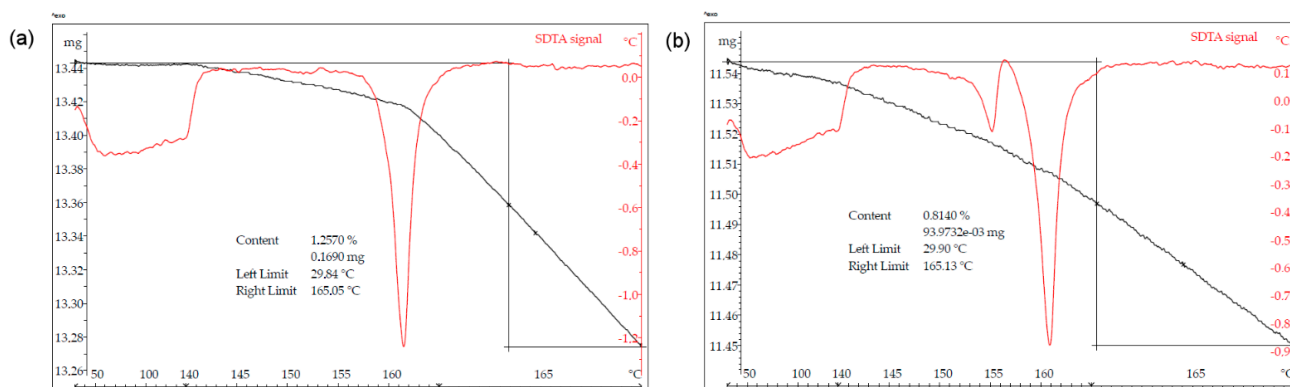 ^exo
(a)
mg
SDTA signal
°C
13.44
13.42
13.40
13.38
13.36
13.34
13.32
13.30
13.28
13.26
0.0
-0.2
-0.4
-0.6
-0.8
-1.0
-1.2
Content 1.2570 %
0.1690 mg
Left Limit 29.84 °C
Right Limit 165.05 °C
50 100 140 145 150 155 160 165 °C
^exo
(b)
mg
SDTA signal
°C
11.54
11.53
11.52
11.51
11.50
11.49
11.48
11.47
11.46
11.45
0.1
0.0
-0.1
-0.2
-0.3
-0.4
-0.5
-0.6
-0.7
-0.8
-0.9
Content 0.8140 %
93.9732e-03 mg
Left Limit 29.90 °C
Right Limit 165.13 °C
50 100 140 145 150 155 160 165 °C